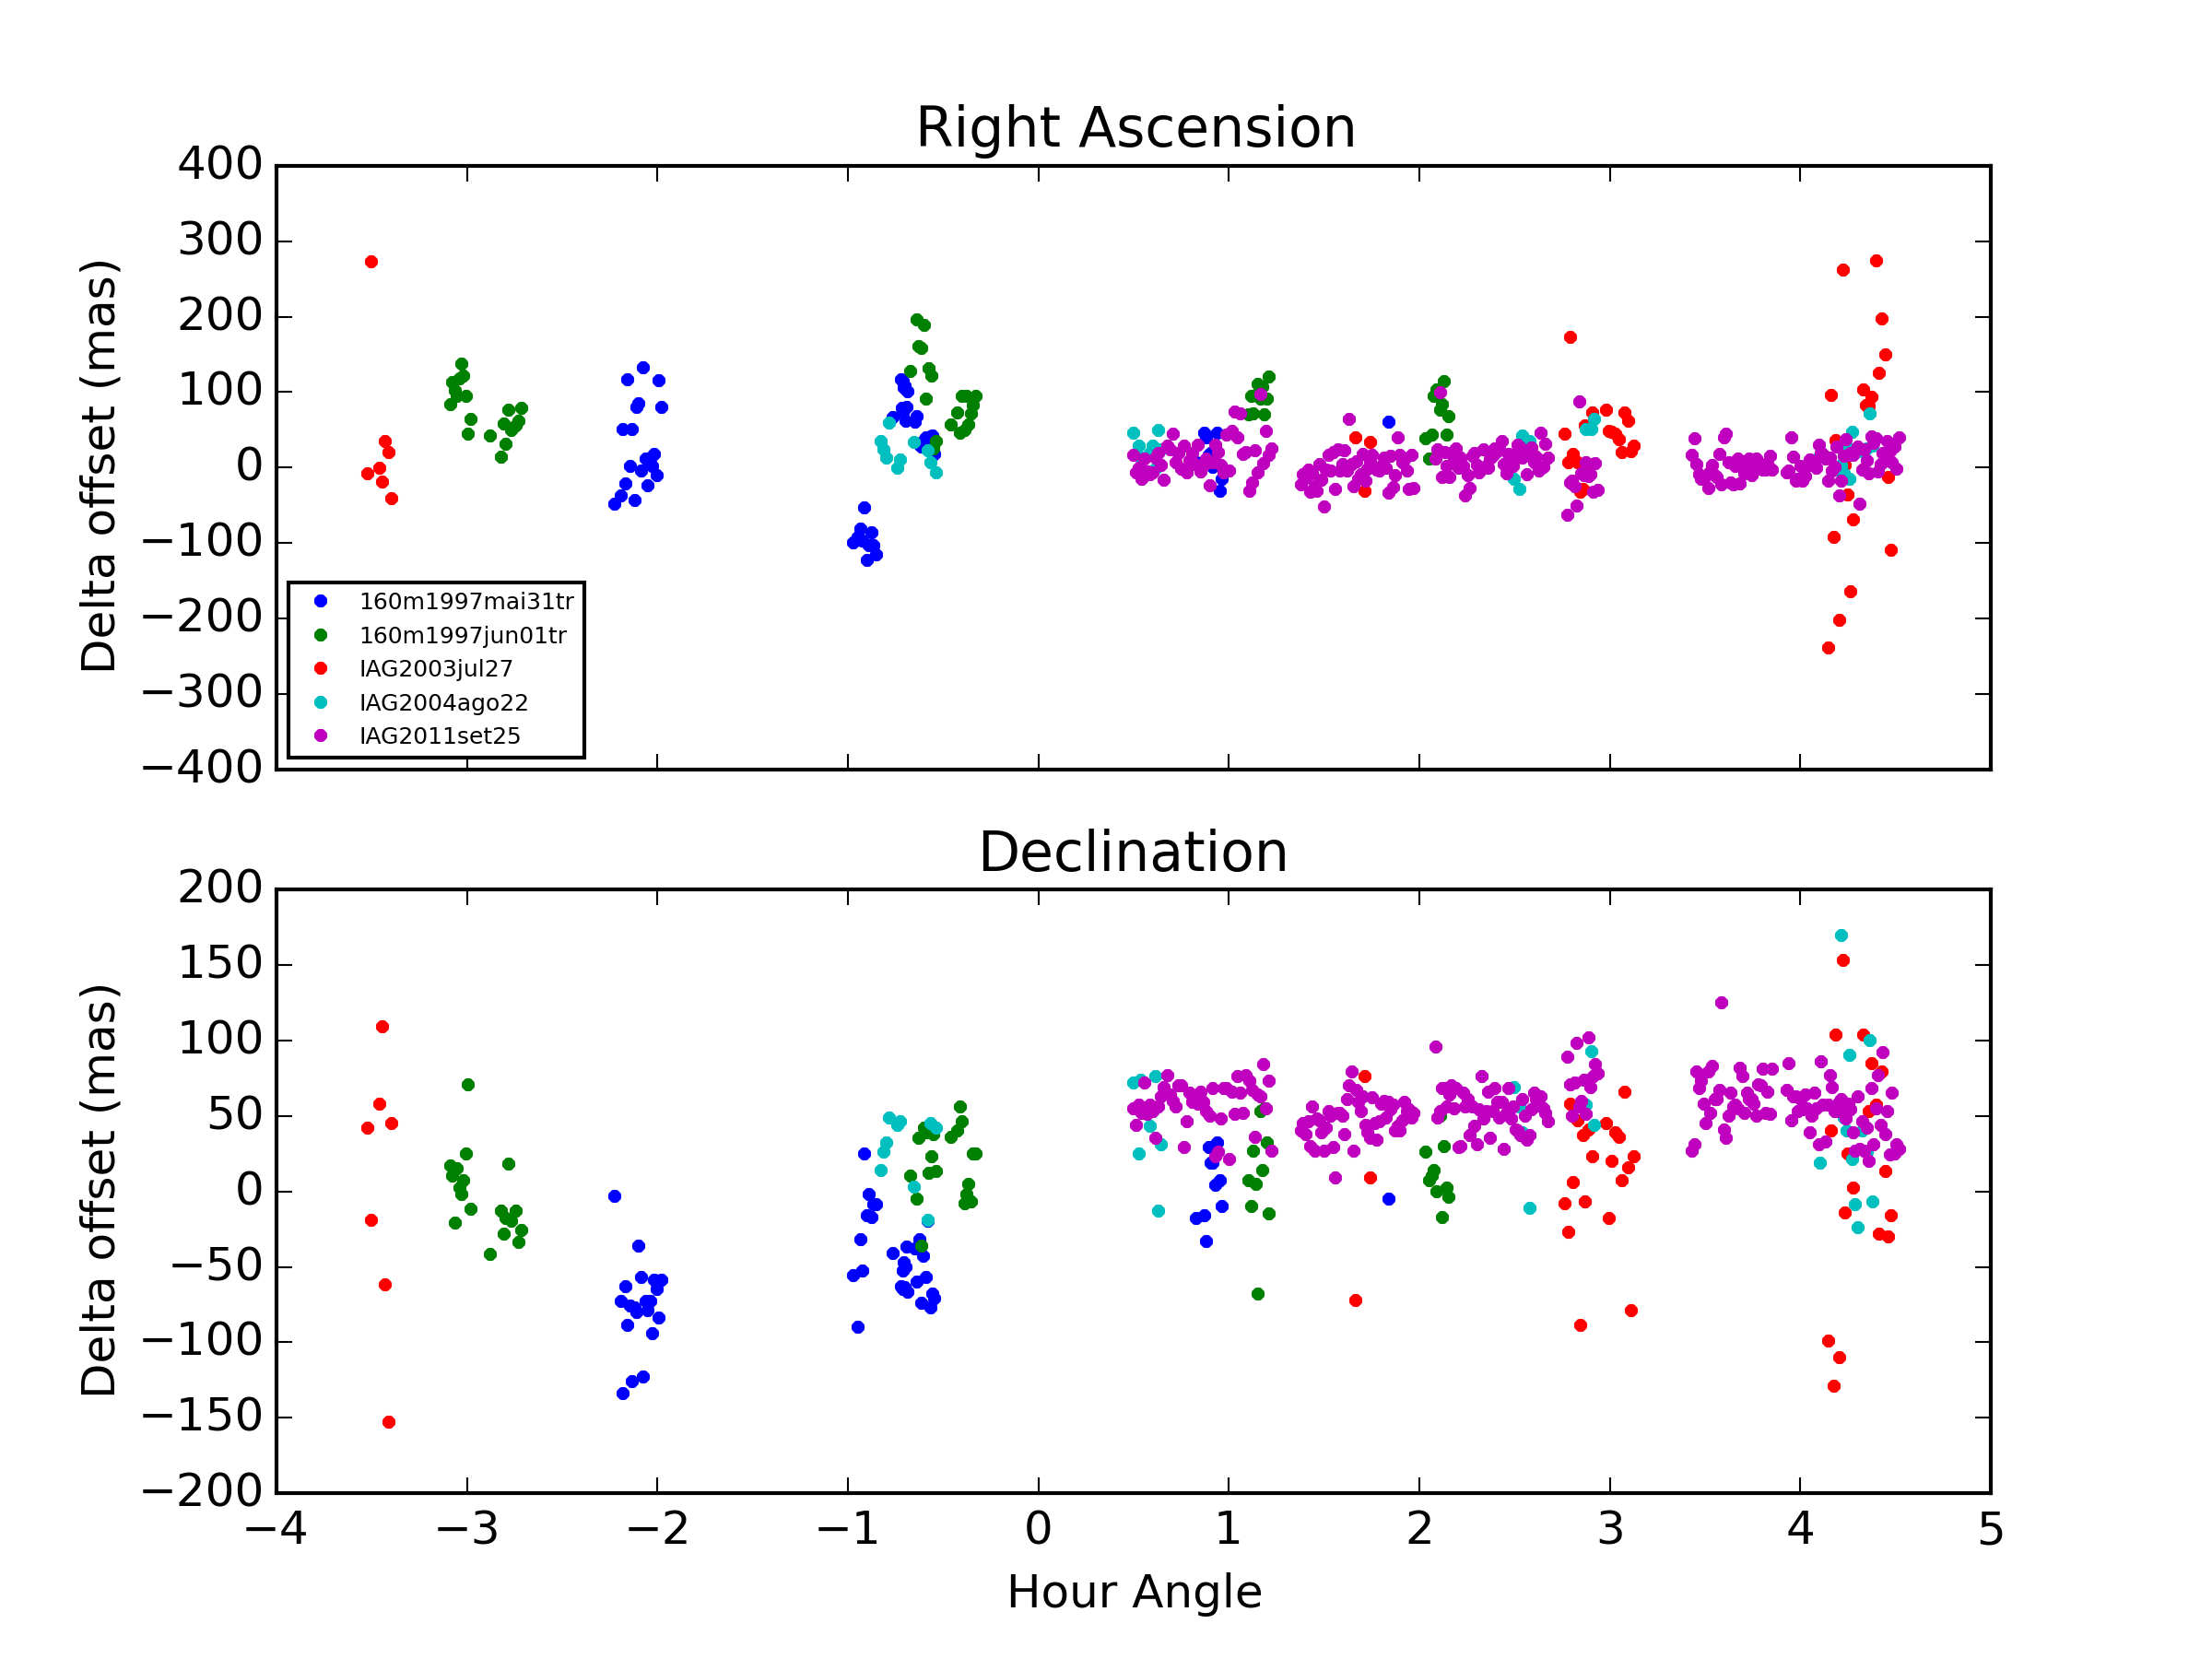 Right Ascension
400
300
200
100
0
−100
−200
−300
−400
Delta offset (mas)
160m1997mai31tr
160m1997jun01tr
IAG2003jul27
IAG2004ago22
IAG2011set25
Declination
200
150
100
50
0
−50
−100
−150
−200
Delta offset (mas)
−4 −3 −2 −1 0 1 2 3 4 5
Hour Angle